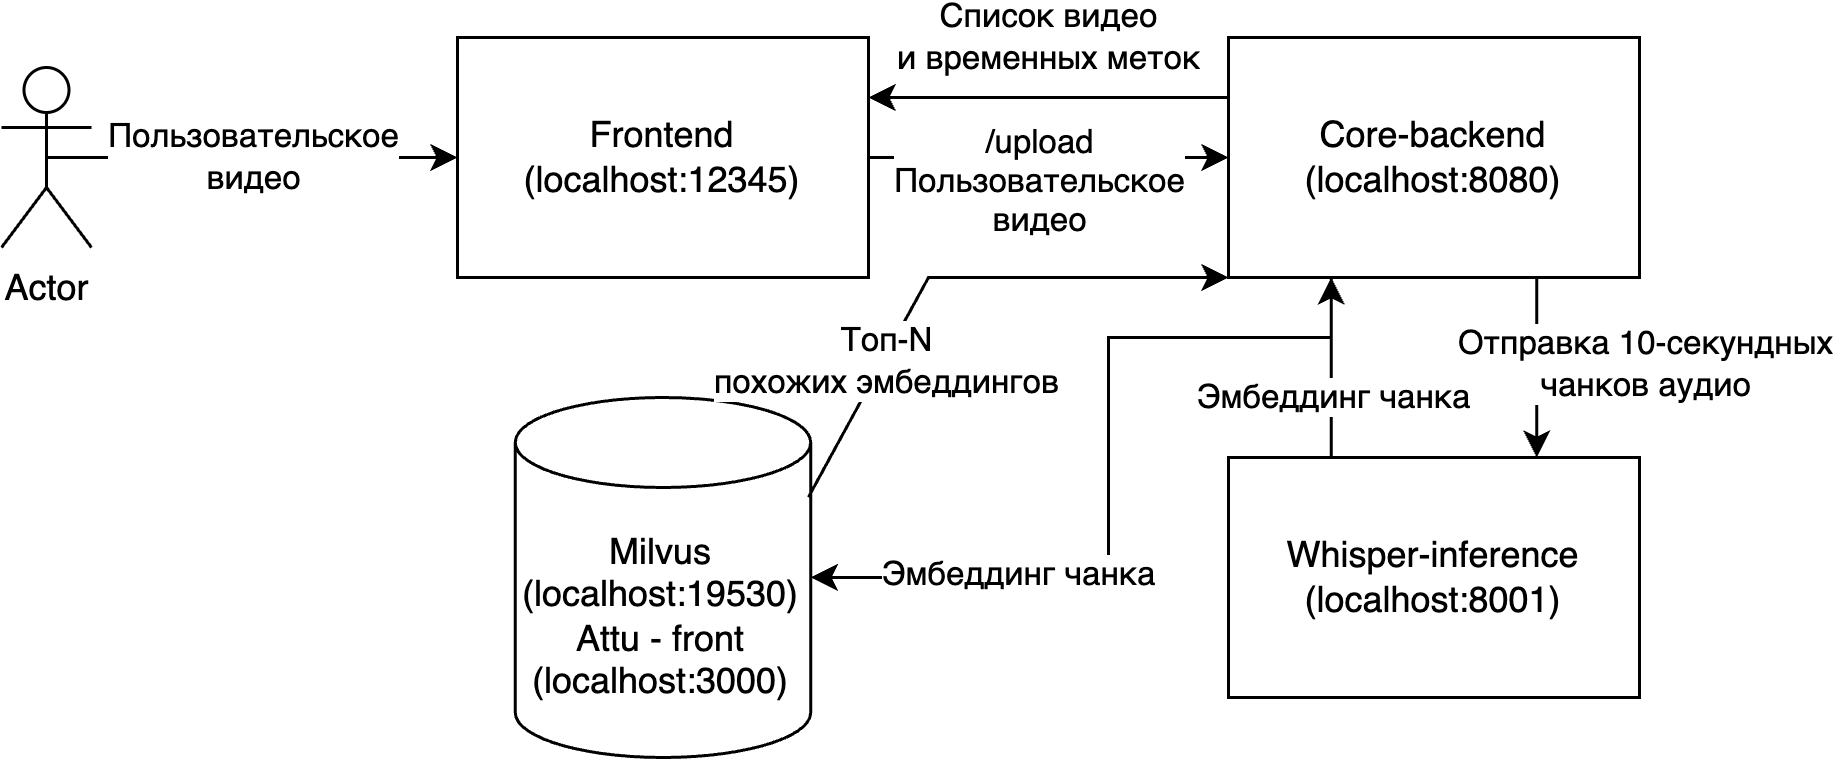 Список видео
и временных меток
Actor
Пользовательское
видео
Frontend
(localhost:12345)
/upload
Пользовательское
видео
Core-backend
(localhost:8080)
Топ-N
похожих эмбеддингов
Эмбеддинг чанка
Отправка 10-секундных
чанков аудио
Milvus
(localhost:19530)
Attu - front
(localhost:3000)
Эмбеддинг чанка
Whisper-inference
(localhost:8001)